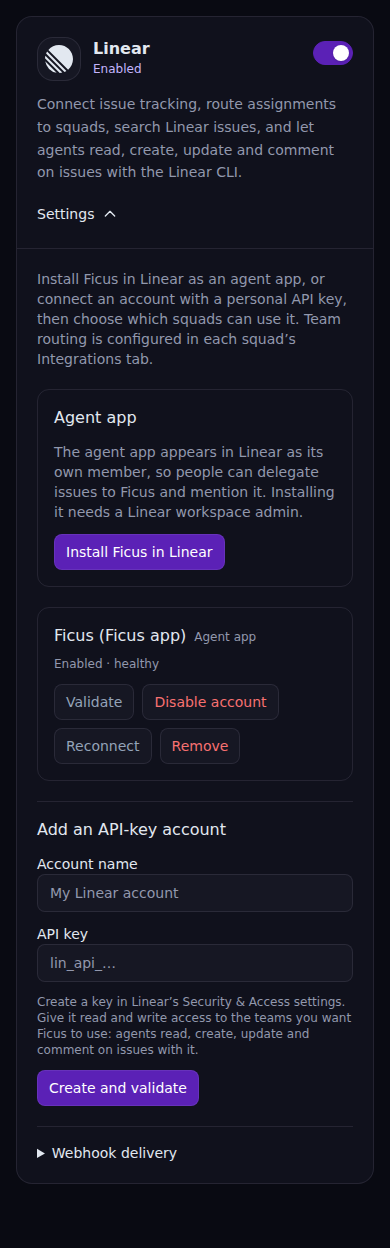 Linear
Enabled
Connect issue tracking, route assignments
to squads, search Linear issues, and let
agents read, create, update and comment
on issues with the Linear CLI.
Settings
Install Focus in Linear as an agent app, or
connect an account with a personal API key,
then choose which squads can use it. Team
routing is configured in each squad’s
Integrations tab.
Agent app
The agent app appears in Linear as its
own member, so people can delegate
issues to Ficus and mention it. Installing
it needs a Linear workspace admin.
Install Ficus in Linear
Ficus (Ficus app) Agent app
Enabled · healthy
Validate
Disable account
Reconnect
Remove
Add an API-key account
Account name
My Linear account
API key
lin_api_...
Create a key in Linear’s Security & Access settings.
Give it read and write access to the teams you want
Ficus to use: agents read, create, update and
comment on issues with it.
Create and validate
Webhook delivery